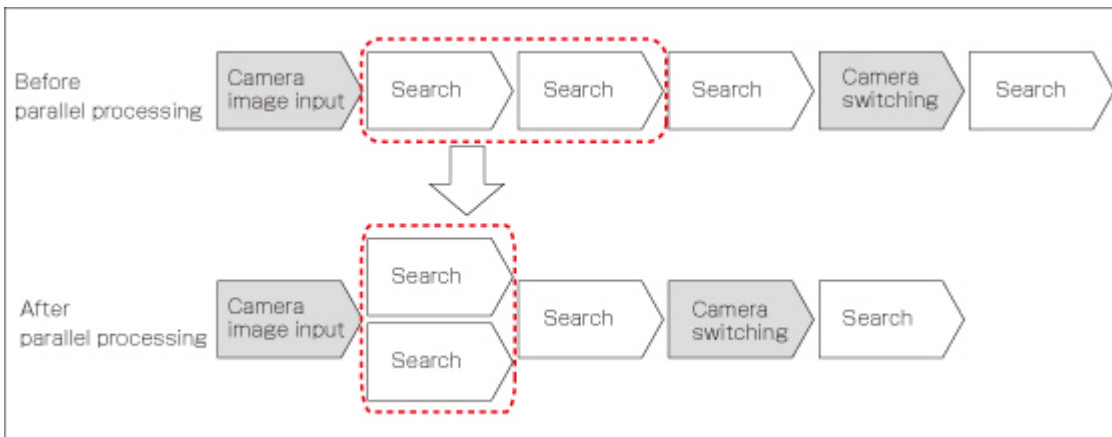 Before
parallel processing
Camera
image input
Search
Search
Search
Camera
switching
Search
After
parallel processing
Camera
image input
Search
Search
Search
Camera
switching
Search